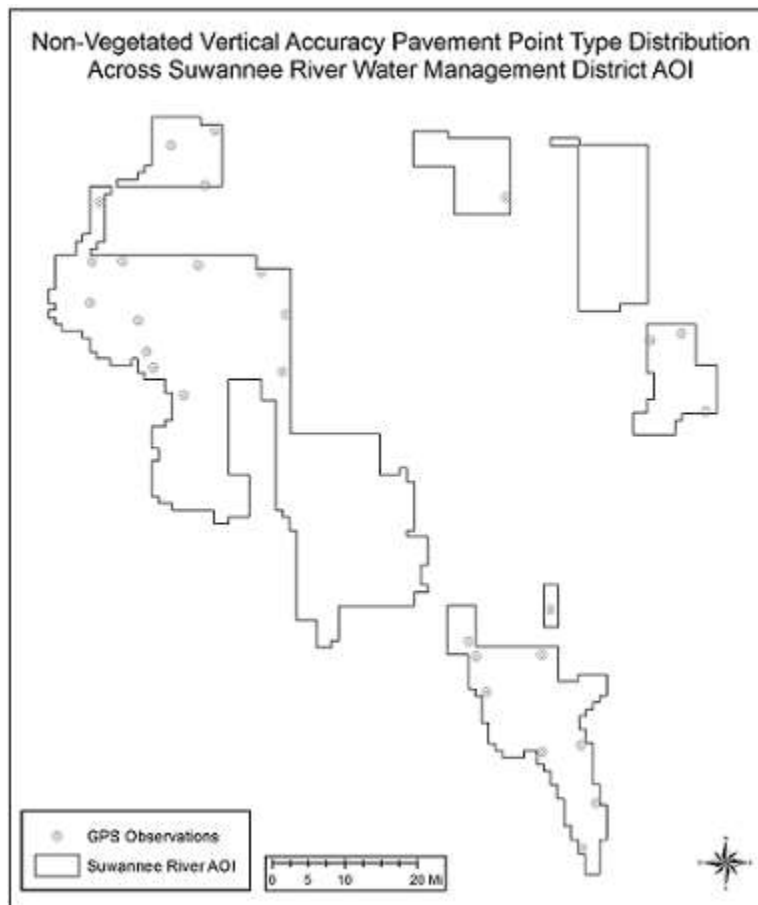 Non-Vegetated Vertical Accuracy Pavement Point Type Distribution
Across Suwannee River Water Management District AOI
GPS Observations
Suwannee River AOI
0 5 10 20 Mi